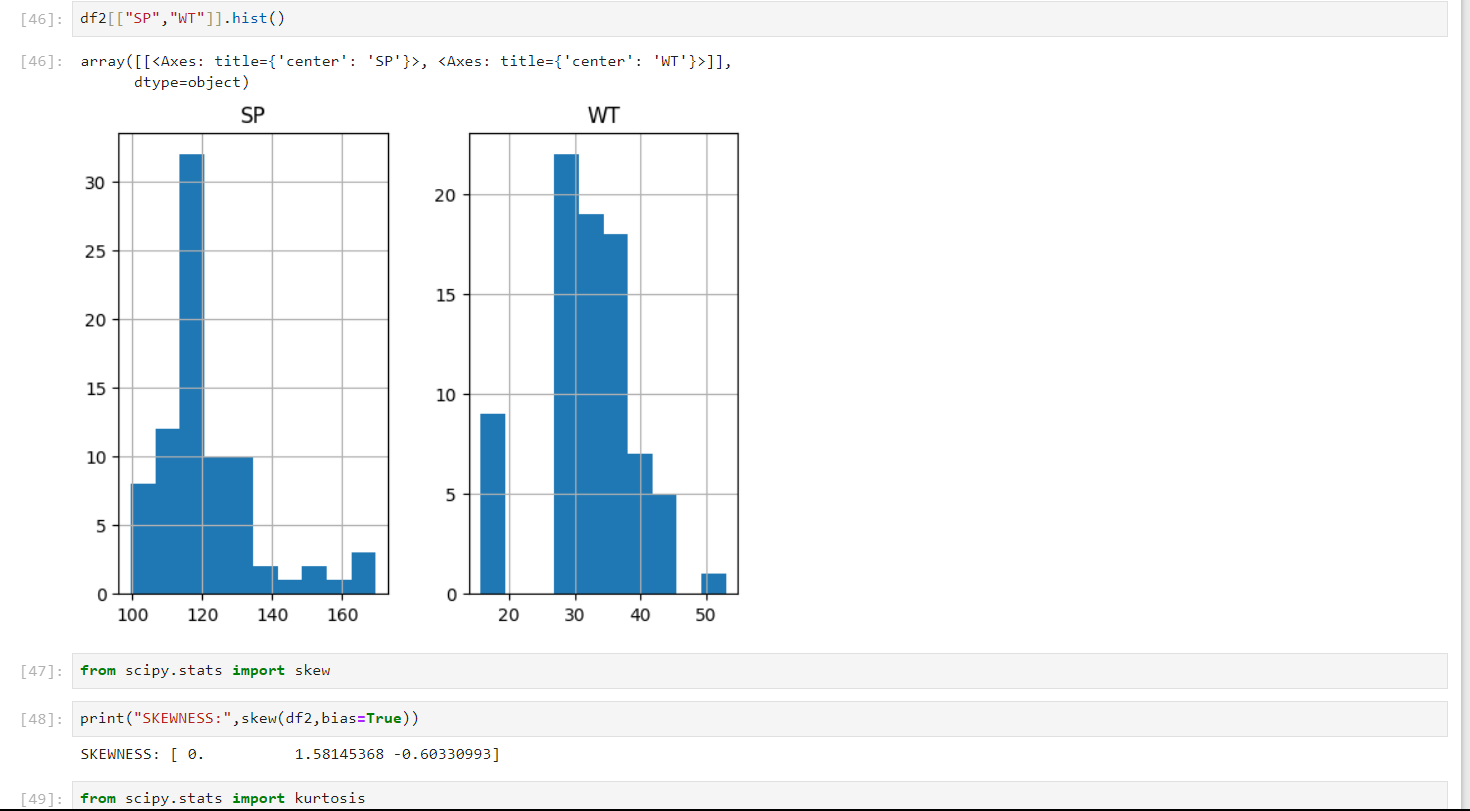 [46]: df2[["SP","WT"]].hist()
[46]: array([[<Axes: title={'center': 'SP'}>, <Axes: title={'center': 'WT'}>]],
dtype=object)
SP WT
30
25
20
15
10
5
0
100 120 140 160
20
15
10
5
0
20 30 40 50
[47]: from scipy.stats import skew
[48]: print("SKEWNESS:",skew(df2,bias=True))
SKEWNESS: [ 0. 1.58145368 -0.60330993]
[49]: from scipy.stats import kurtosis